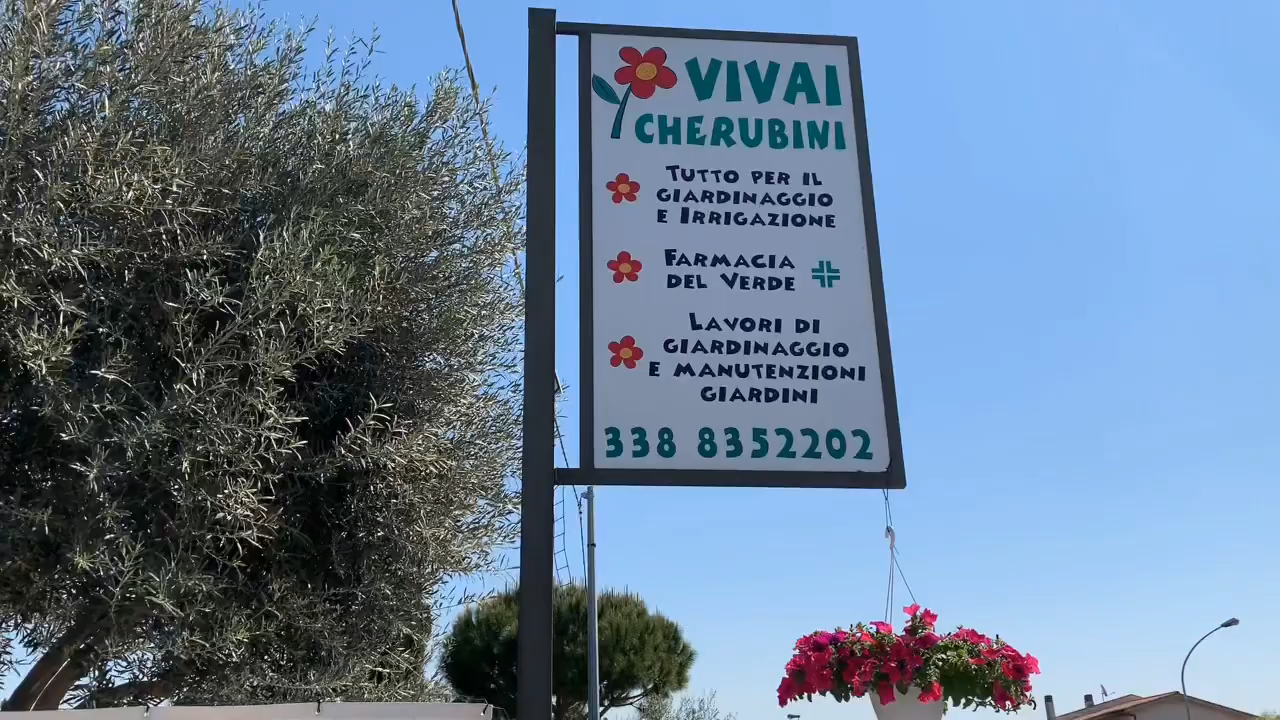 VIVAI
CHERUBINI
TUTTO PER IL
GIARDINAGGIO
E IRRIGAZIONE
FARMACIA
DEL VERDE
LAVORI DI
GIARDINAGGIO
E MANUTENZIONI
GIARDINI
338 8352202